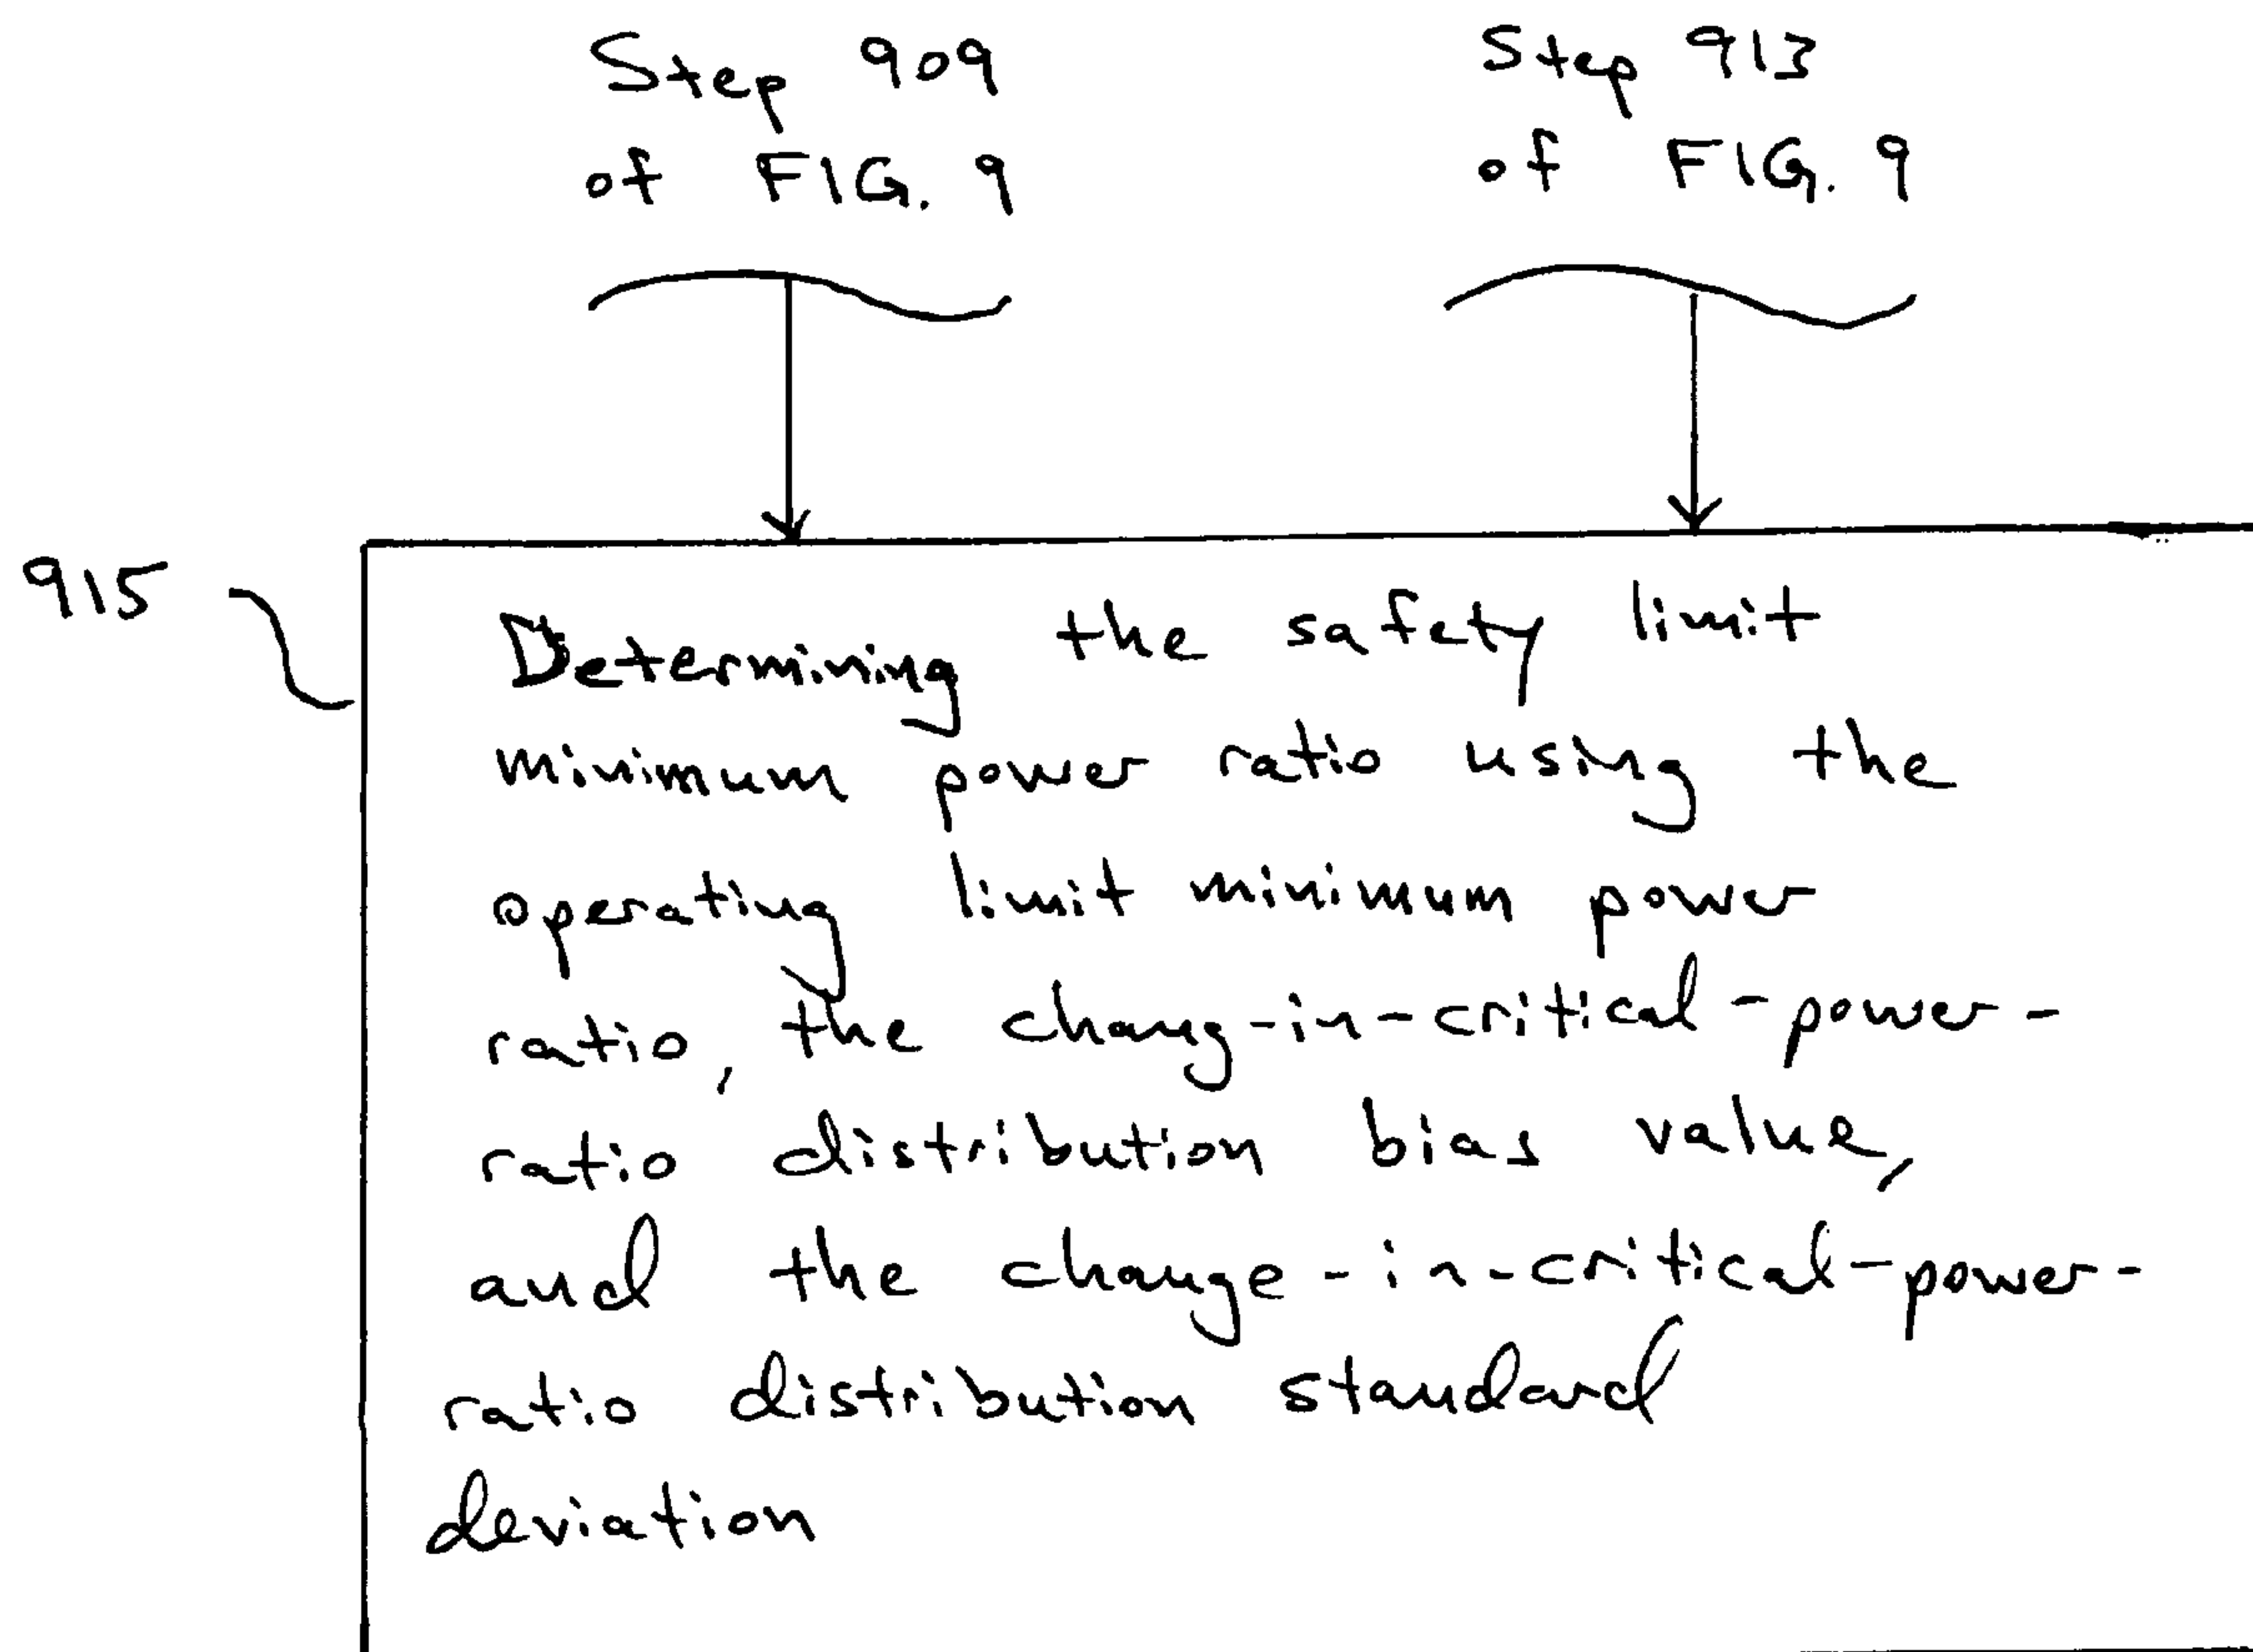 Step 909
of FIG. 9
Step 913
of FIG. 9
915
Determining the safety limit
minimum power ratio using the
operating limit minimum power
ratio, the chang-in-critical-power-
ratio distribution bias value,
and the change-in-critical-power-
ratio distribution standard
deviation